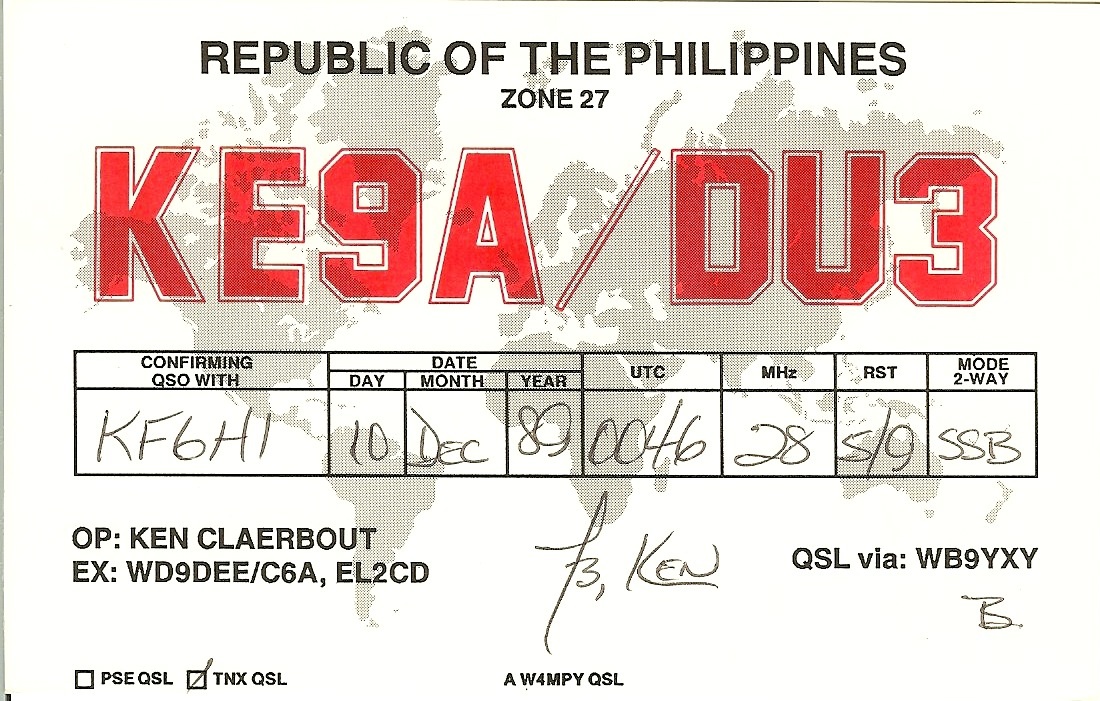 REPUBLIC OF THE PHILIPPINES
ZONE 27
KE9A/DU3
CONFIRMING QSO WITH DATE DAY MONTH YEAR UTC MHz RST MODE 2-WAY
KF6HI 10 DEC 89 0046 28 5/9 SSB
OP: KEN CLAERBOUT
EX: WD9DEE/C6A, EL2CD
73, KEN
QSL via: WB9YXY
B.
PSE QSL TNX QSL
A W4MPY QSL